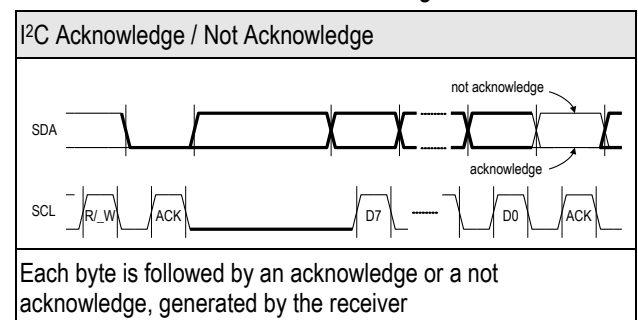 I²C Acknowledge / Not Acknowledge
not acknowledge
SDA
acknowledge
SCL R/_W ACK D7 D0 ACK
Each byte is followed by an acknowledge or a not
acknowledge, generated by the receiver